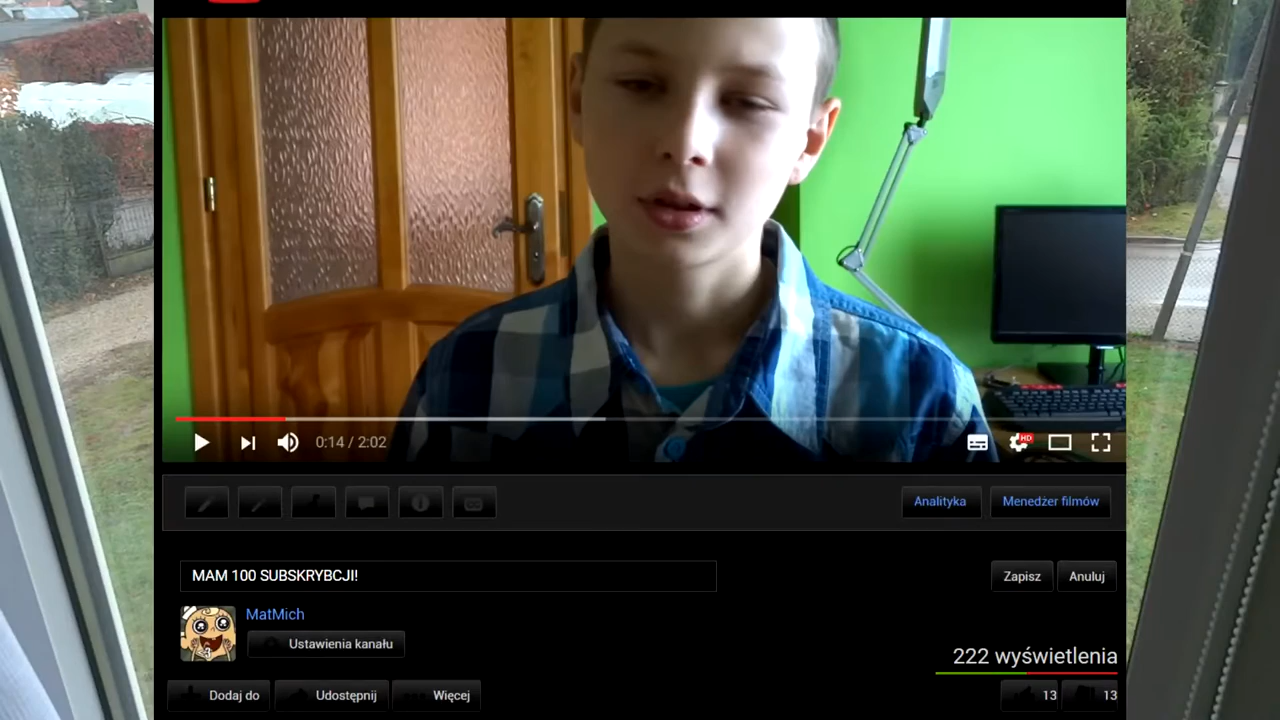 0:14 / 2:02
HD
Analityka
Menedżer filmów
MAM 100 SUBSKRYBCJI!
Zapisz
Anuluj
MatMich
Ustawienia kanału
222 wyświetlenia
Dodaj do
Udostępnij
Więcej
13
13